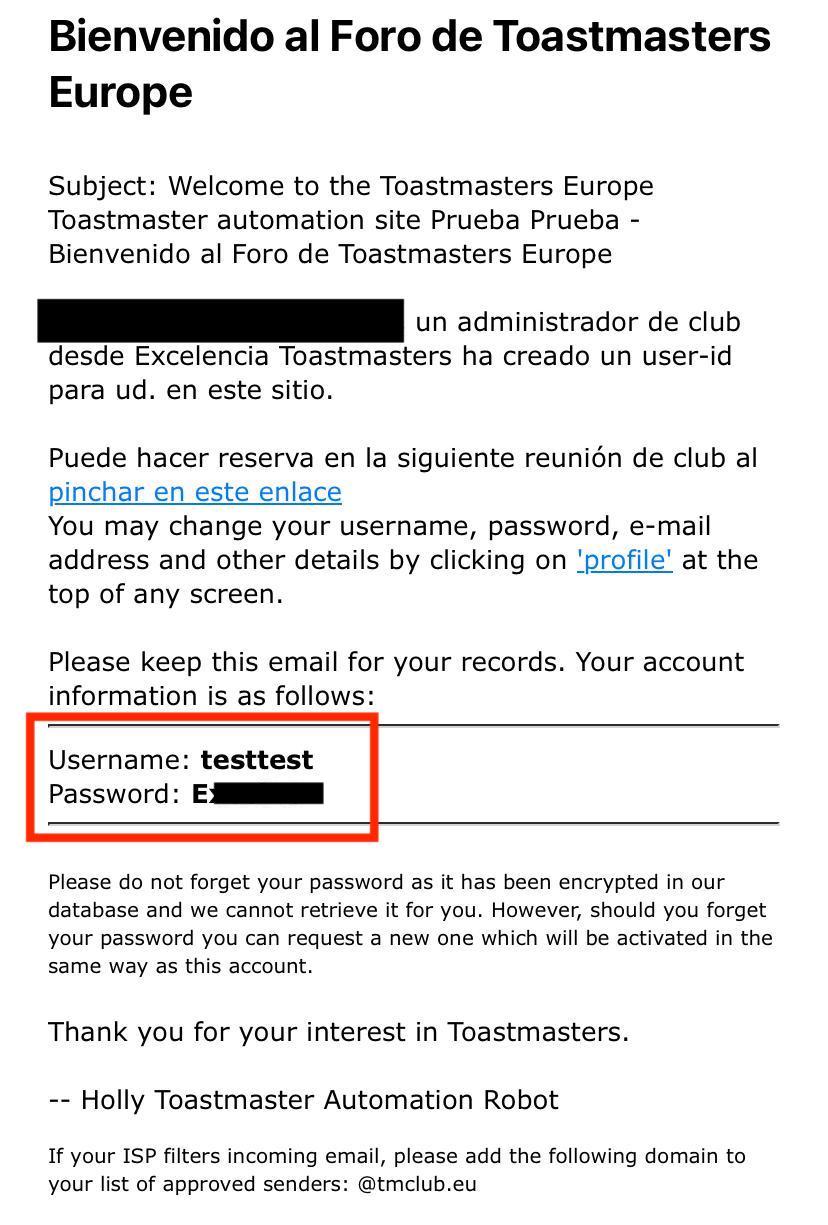 Bienvenido al Foro de Toastmasters
Europe
Subject: Welcome to the Toastmasters Europe
Toastmaster automation site Prueba Prueba -
Bienvenido al Foro de Toastmasters Europe
un administrador de club
desde Excelencia Toastmasters ha creado un user-id
para ud. en este sitio.
Puede hacer reserva en la siguiente reunión de club al
pinchar en este enlace
You may change your username, password, e-mail
address and other details by clicking on 'profile' at the
top of any screen.
Please keep this email for your records. Your account
information is as follows:
Username: testtest
Password:
Please do not forget your password as it has been encrypted in our
database and we cannot retrieve it for you. However, should you forget
your password you can request a new one which will be activated in the
same way as this account.
Thank you for your interest in Toastmasters.
-- Holly Toastmaster Automation Robot
If your ISP filters incoming email, please add the following domain to
your list of approved senders: @tmclub.eu